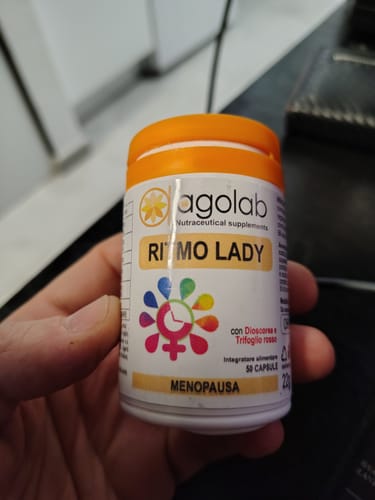 agolab
Nutraceutical supplements
RITMO LADY
con Dioscorea e
Trifoglio rosso
Integratore alimentare
50 CAPSULE
MENOPAUSA